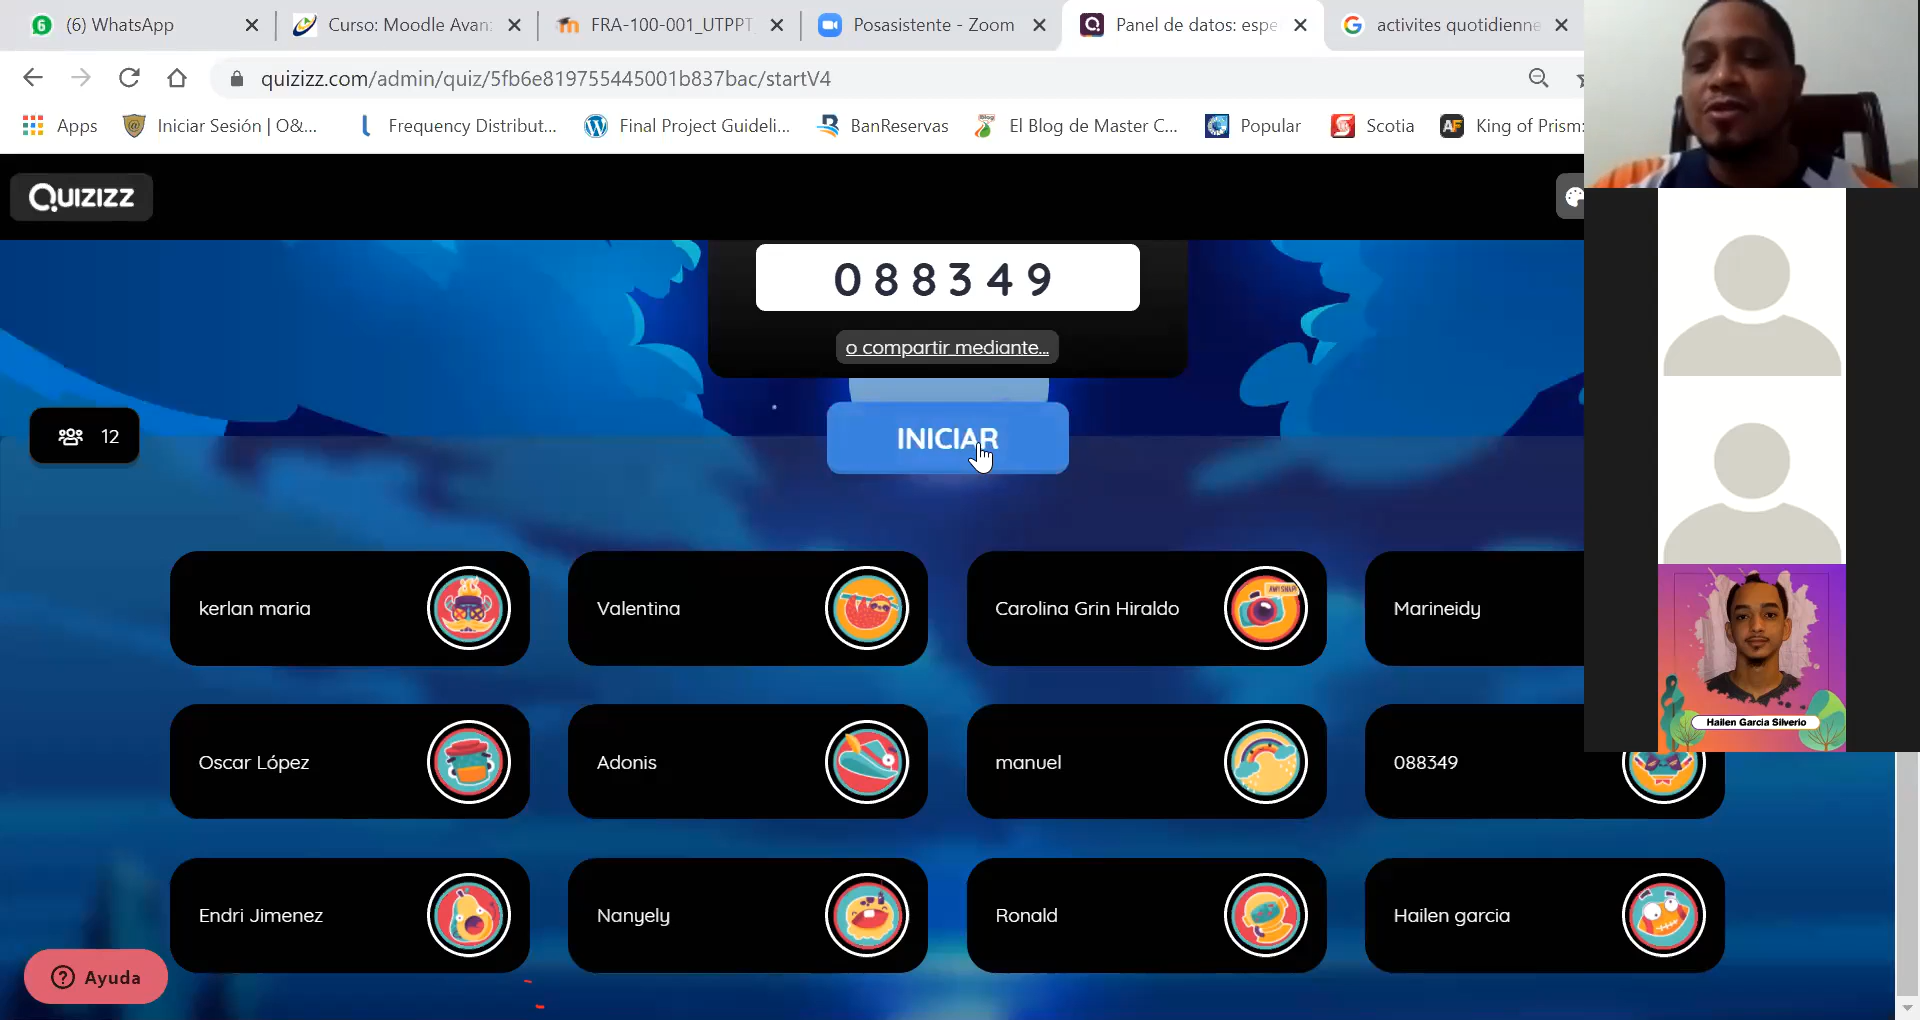 (6) WhatsApp
Curso: Moodle Avan
FRA-100-001_UTPPT
Posasistente - Zoom
Panel de datos: espe
activites quotidienne
quizizz.com/admin/quiz/5fb6e819755445001b837bac/startV4
Apps
Iniciar Sesión | O&...
Frequency Distribut...
Final Project Guideli...
BanReservas
El Blog de Master C...
Popular
Scotia
King of Prism:
Quizizz
088349
o compartir mediante...
12
INICIAR
kerlan maria
Valentina
Carolina Grin Hiraldo
Marineidy
Oscar López
Adonis
manuel
088349
Endri Jimenez
Nanyely
Ronald
Hailen garcia
Hailen Garcia Silverio
Ayuda